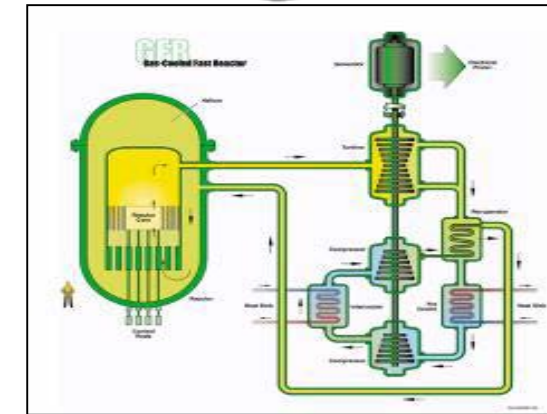 GFR
Gas-Cooled Fast Reactor
Generator
Electrical
Power
Helium
Turbine
Recuperator
Reactor
Core
Compressor
Heat Sink
Intercooler
Pre
Cooler
Heat Sink
Reactor
Compressor
Control
Rods